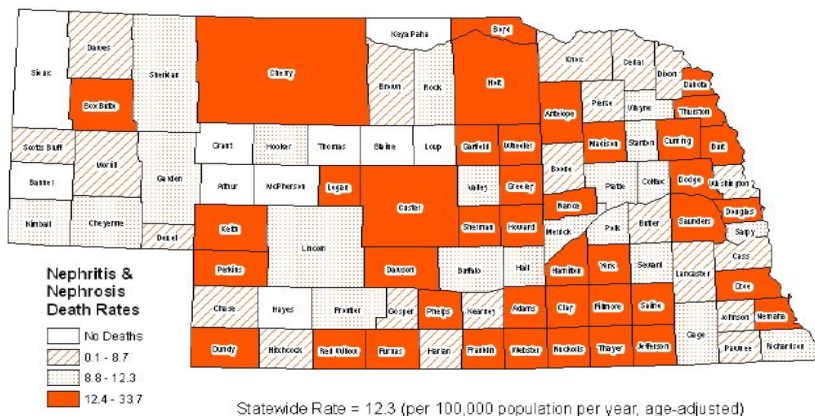 Keya Paha
Boyd
Dawes
Knox
Cedar
Sioux
Sheridan
Cherry
Holt
Dixon
Dakota
Box Butte
Brown
Rock
Antelope
Pierce
Wayne
Thurston
Scotts Bluff
Grant
Hooker
Thomas
Blaine
Loup
Garfield
Wheeler
Madison
Stanton
Cuming
Burt
Morrill
Banner
Garden
Arthur
McPherson
Logan
Custer
Valley
Greeley
Boone
Platte
Colfax
Dodge
Washington
Nance
Kimball
Cheyenne
Deuel
Keith
Lincoln
Sherman
Howard
Merrick
Polk
Butler
Saunders
Douglas
Sarpy
Perkins
Dawson
Buffalo
Hall
Hamilton
York
Seward
Lancaster
Cass
Otoe
Chase
Hayes
Frontier
Gosper
Phelps
Kearney
Adams
Clay
Fillmore
Saline
Gage
Johnson
Nemaha
Dundy
Hitchcock
Red Willow
Furnas
Harlan
Franklin
Webster
Nuckolls
Thayer
Jefferson
Pawnee
Richardson
Nephritis &
Nephrosis
Death Rates
No Deaths
0.1 - 8.7
8.8 - 12.3
12.4 - 33.7
Statewide Rate = 12.3 (per 100,000 population per year, age-adjusted)